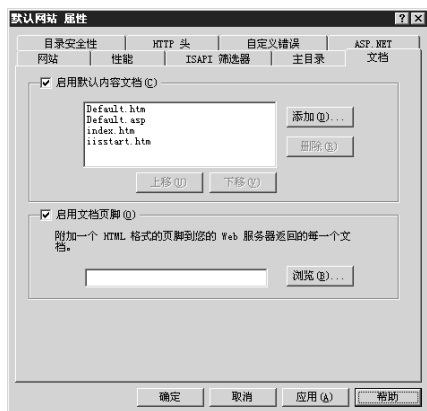 默认网站 属性
目录安全性 HTTP 头 自定义错误 ASP.NET
网站 性能 ISAPI 筛选器 主目录 文档
启用默认内容文档(C)
Default.htm
Default.asp
index.htm
iisstart.htm
添加(D)...
删除(R)
上移(U) 下移(V)
启用文档页脚(O)
附加一个 HTML 格式的页脚到您的 Web 服务器返回的每一个文
档。
浏览(B)...
确定 取消 应用(A) 帮助